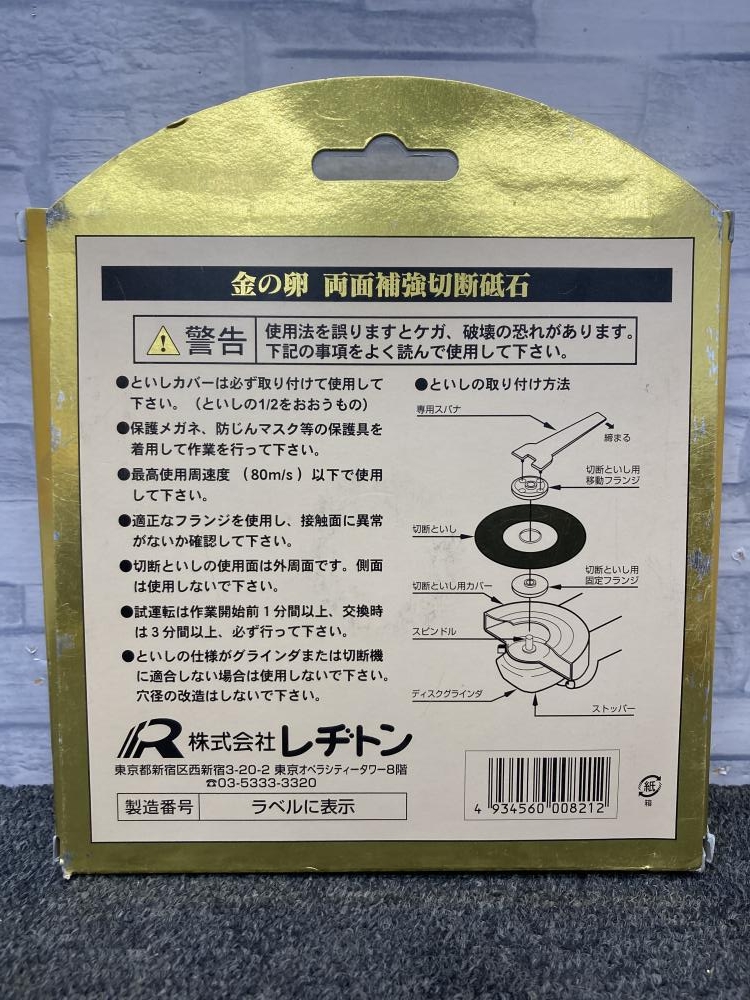 金の卵 両面補強切断砥石
警告
使用法を誤りますとケガ、破壊の恐れがあります。
下記の事項をよく読んで使用して下さい。
●といしカバーは必ず取り付けて使用して
下さい。（といしの1/2をおおうもの）
●保護メガネ、防じんマスク等の保護具を
着用して作業を行って下さい。
●最高使用周速度 （80m/s）以下で使用
して下さい。
●適正なフランジを使用し、接触面に異常
がないか確認して下さい。
●切断といしの使用面は外周面です。側面
は使用しないで下さい。
●試運転は作業開始前1分間以上、交換時
は3分間以上、必ず行って下さい。
●といしの仕様がグラインダまたは切断機
に適合しない場合は使用しないで下さい。
穴径の改造はしないで下さい。
●といしの取り付け方法
専用スパナ
締まる
切断といし用
移動フランジ
切断といし
切断といし用
固定フランジ
切断といし用カバー
スピンドル
ディスクグラインダ
ストッパー
R 株式会社 レヂトン
東京都新宿区西新宿3-20-2 東京オペラシティータワー8階
☎03-5333-3320
製造番号 ラベルに表示
4 934560 008212
紙
箱